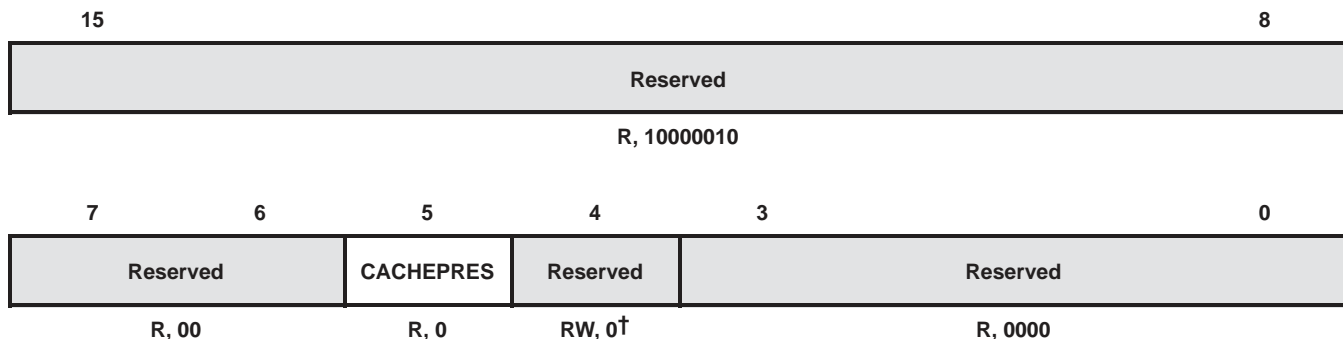 15 8
Reserved
R, 10000010
7 6 5 4 3 0
Reserved CACHEPRES Reserved Reserved
R, 00 R, 0 RW, 0† R, 0000